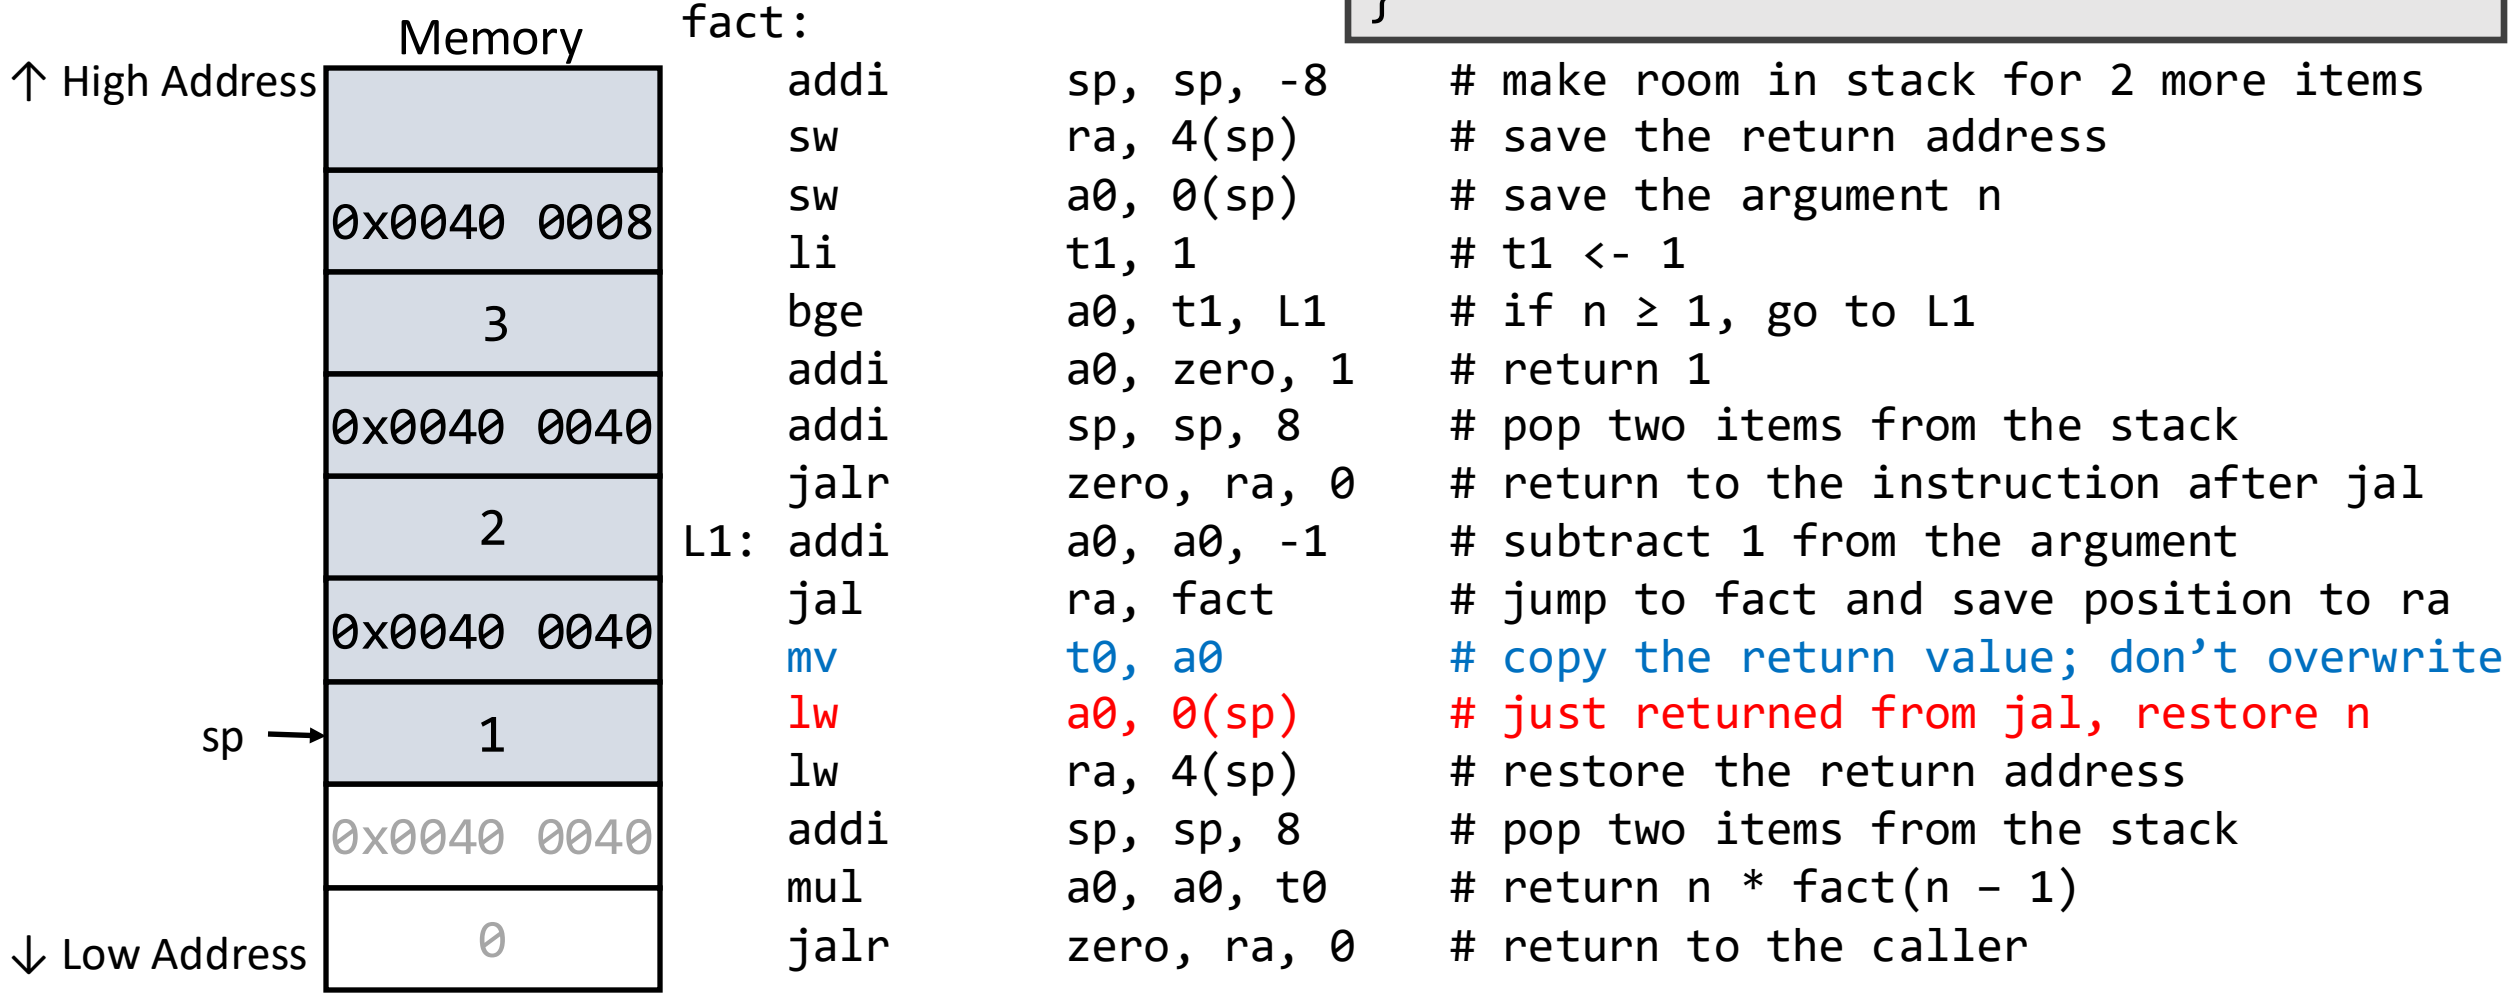 }
fact:
Memory
↑ High Address
0x0040 0008
3
0x0040 0040
2
0x0040 0040
sp
1
0x0040 0040
0
↓ Low Address
addi sp, sp, -8 # make room in stack for 2 more items
sw ra, 4(sp) # save the return address
sw a0, 0(sp) # save the argument n
li t1, 1 # t1 <- 1
bge a0, t1, L1 # if n ≥ 1, go to L1
addi a0, zero, 1 # return 1
addi sp, sp, 8 # pop two items from the stack
jalr zero, ra, 0 # return to the instruction after jal
L1: addi a0, a0, -1 # subtract 1 from the argument
jal ra, fact # jump to fact and save position to ra
mv t0, a0 # copy the return value; don’t overwrite
lw a0, 0(sp) # just returned from jal, restore n
lw ra, 4(sp) # restore the return address
addi sp, sp, 8 # pop two items from the stack
mul a0, a0, t0 # return n * fact(n – 1)
jalr zero, ra, 0 # return to the caller